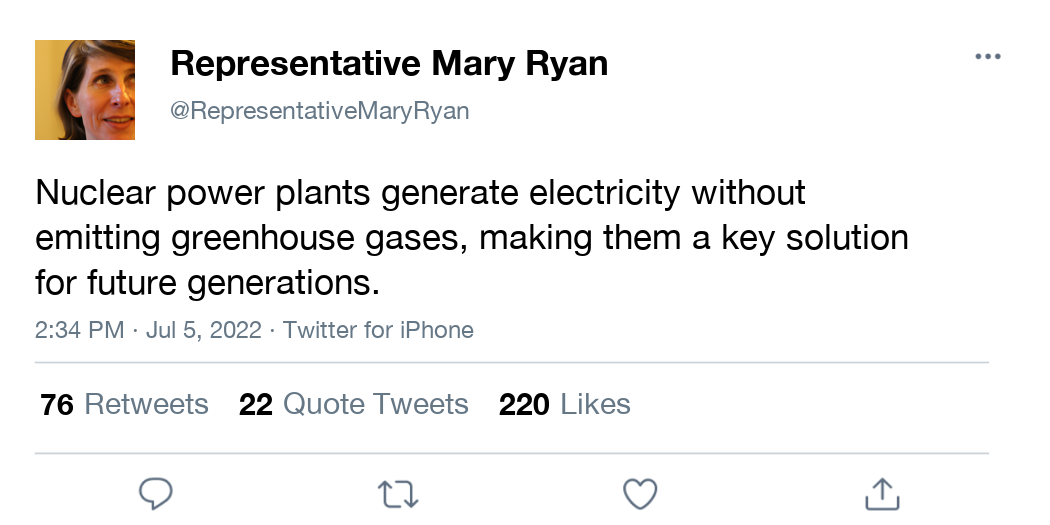 Representative Mary Ryan
@RepresentativeMaryRyan
Nuclear power plants generate electricity without
emitting greenhouse gases, making them a key solution
for future generations.
2:34 PM · Jul 5, 2022 · Twitter for iPhone
76 Retweets 22 Quote Tweets 220 Likes